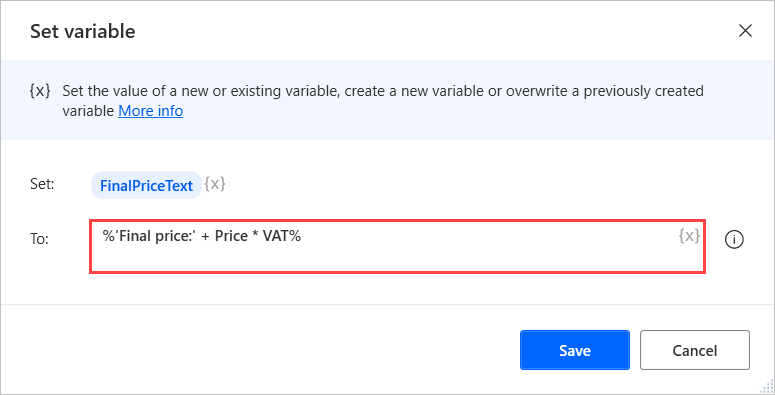 Set variable
{x} Set the value of a new or existing variable, create a new variable or overwrite a previously created
variable More info
Set: FinalPriceText {x}
To: %'Final price:' + Price * VAT% {x}
Save Cancel